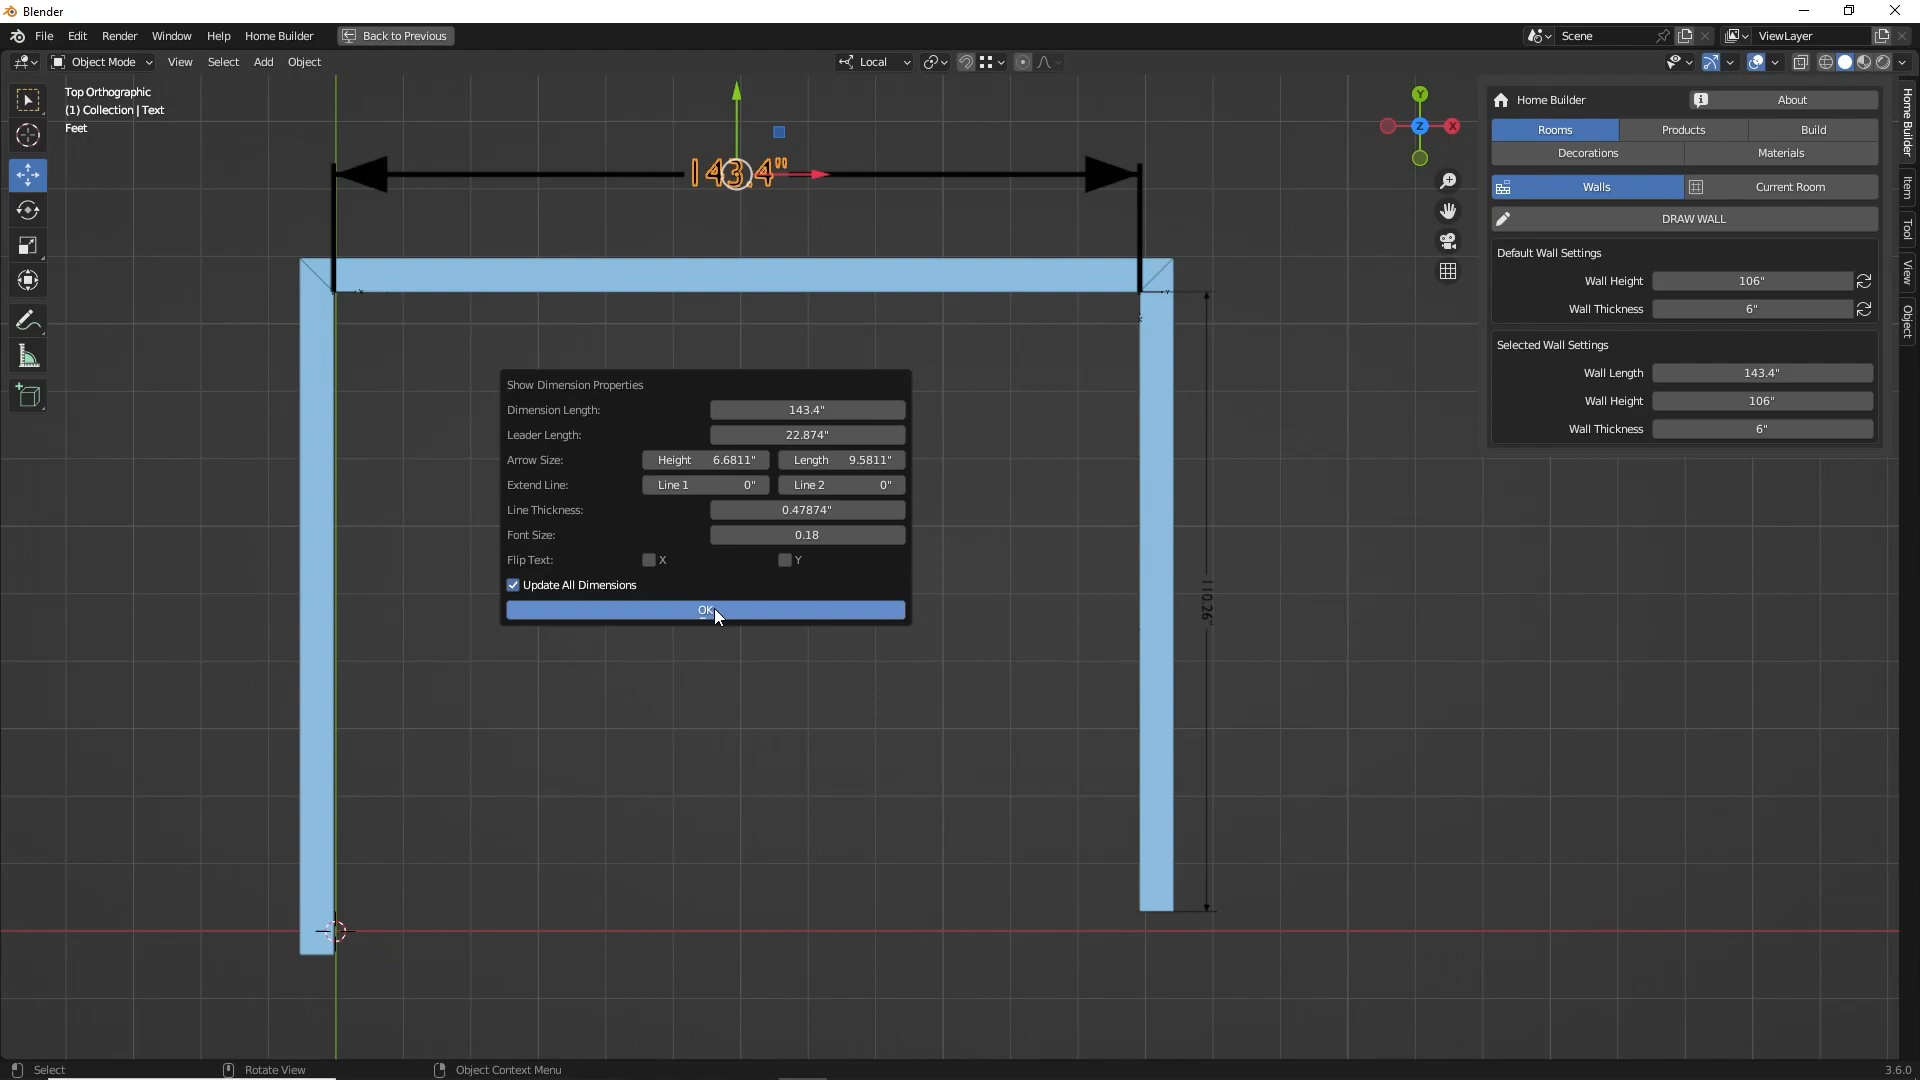 Blender
File Edit Render Window Help Home Builder Back to Previous Scene ViewLayer
Object Mode View Select Add Object Local
Top Orthographic
(1) Collection | Text
Feet
143.4"
Y
Z
X
110.26"
Show Dimension Properties
Dimension Length: 143.4"
Leader Length: 22.874"
Arrow Size: Height 6.6811" Length 9.5811"
Extend Line: Line 1 0" Line 2 0"
Line Thickness: 0.47874"
Font Size: 0.18
Flip Text: X Y
Update All Dimensions
OK
Home Builder About
Rooms Products Build
Decorations Materials
Walls Current Room
DRAW WALL
Default Wall Settings
Wall Height 106"
Wall Thickness 6"
Selected Wall Settings
Wall Length 143.4"
Wall Height 106"
Wall Thickness 6"
Home Builder
Item
Tool
View
Object
Select Rotate View Object Context Menu 3.6.0